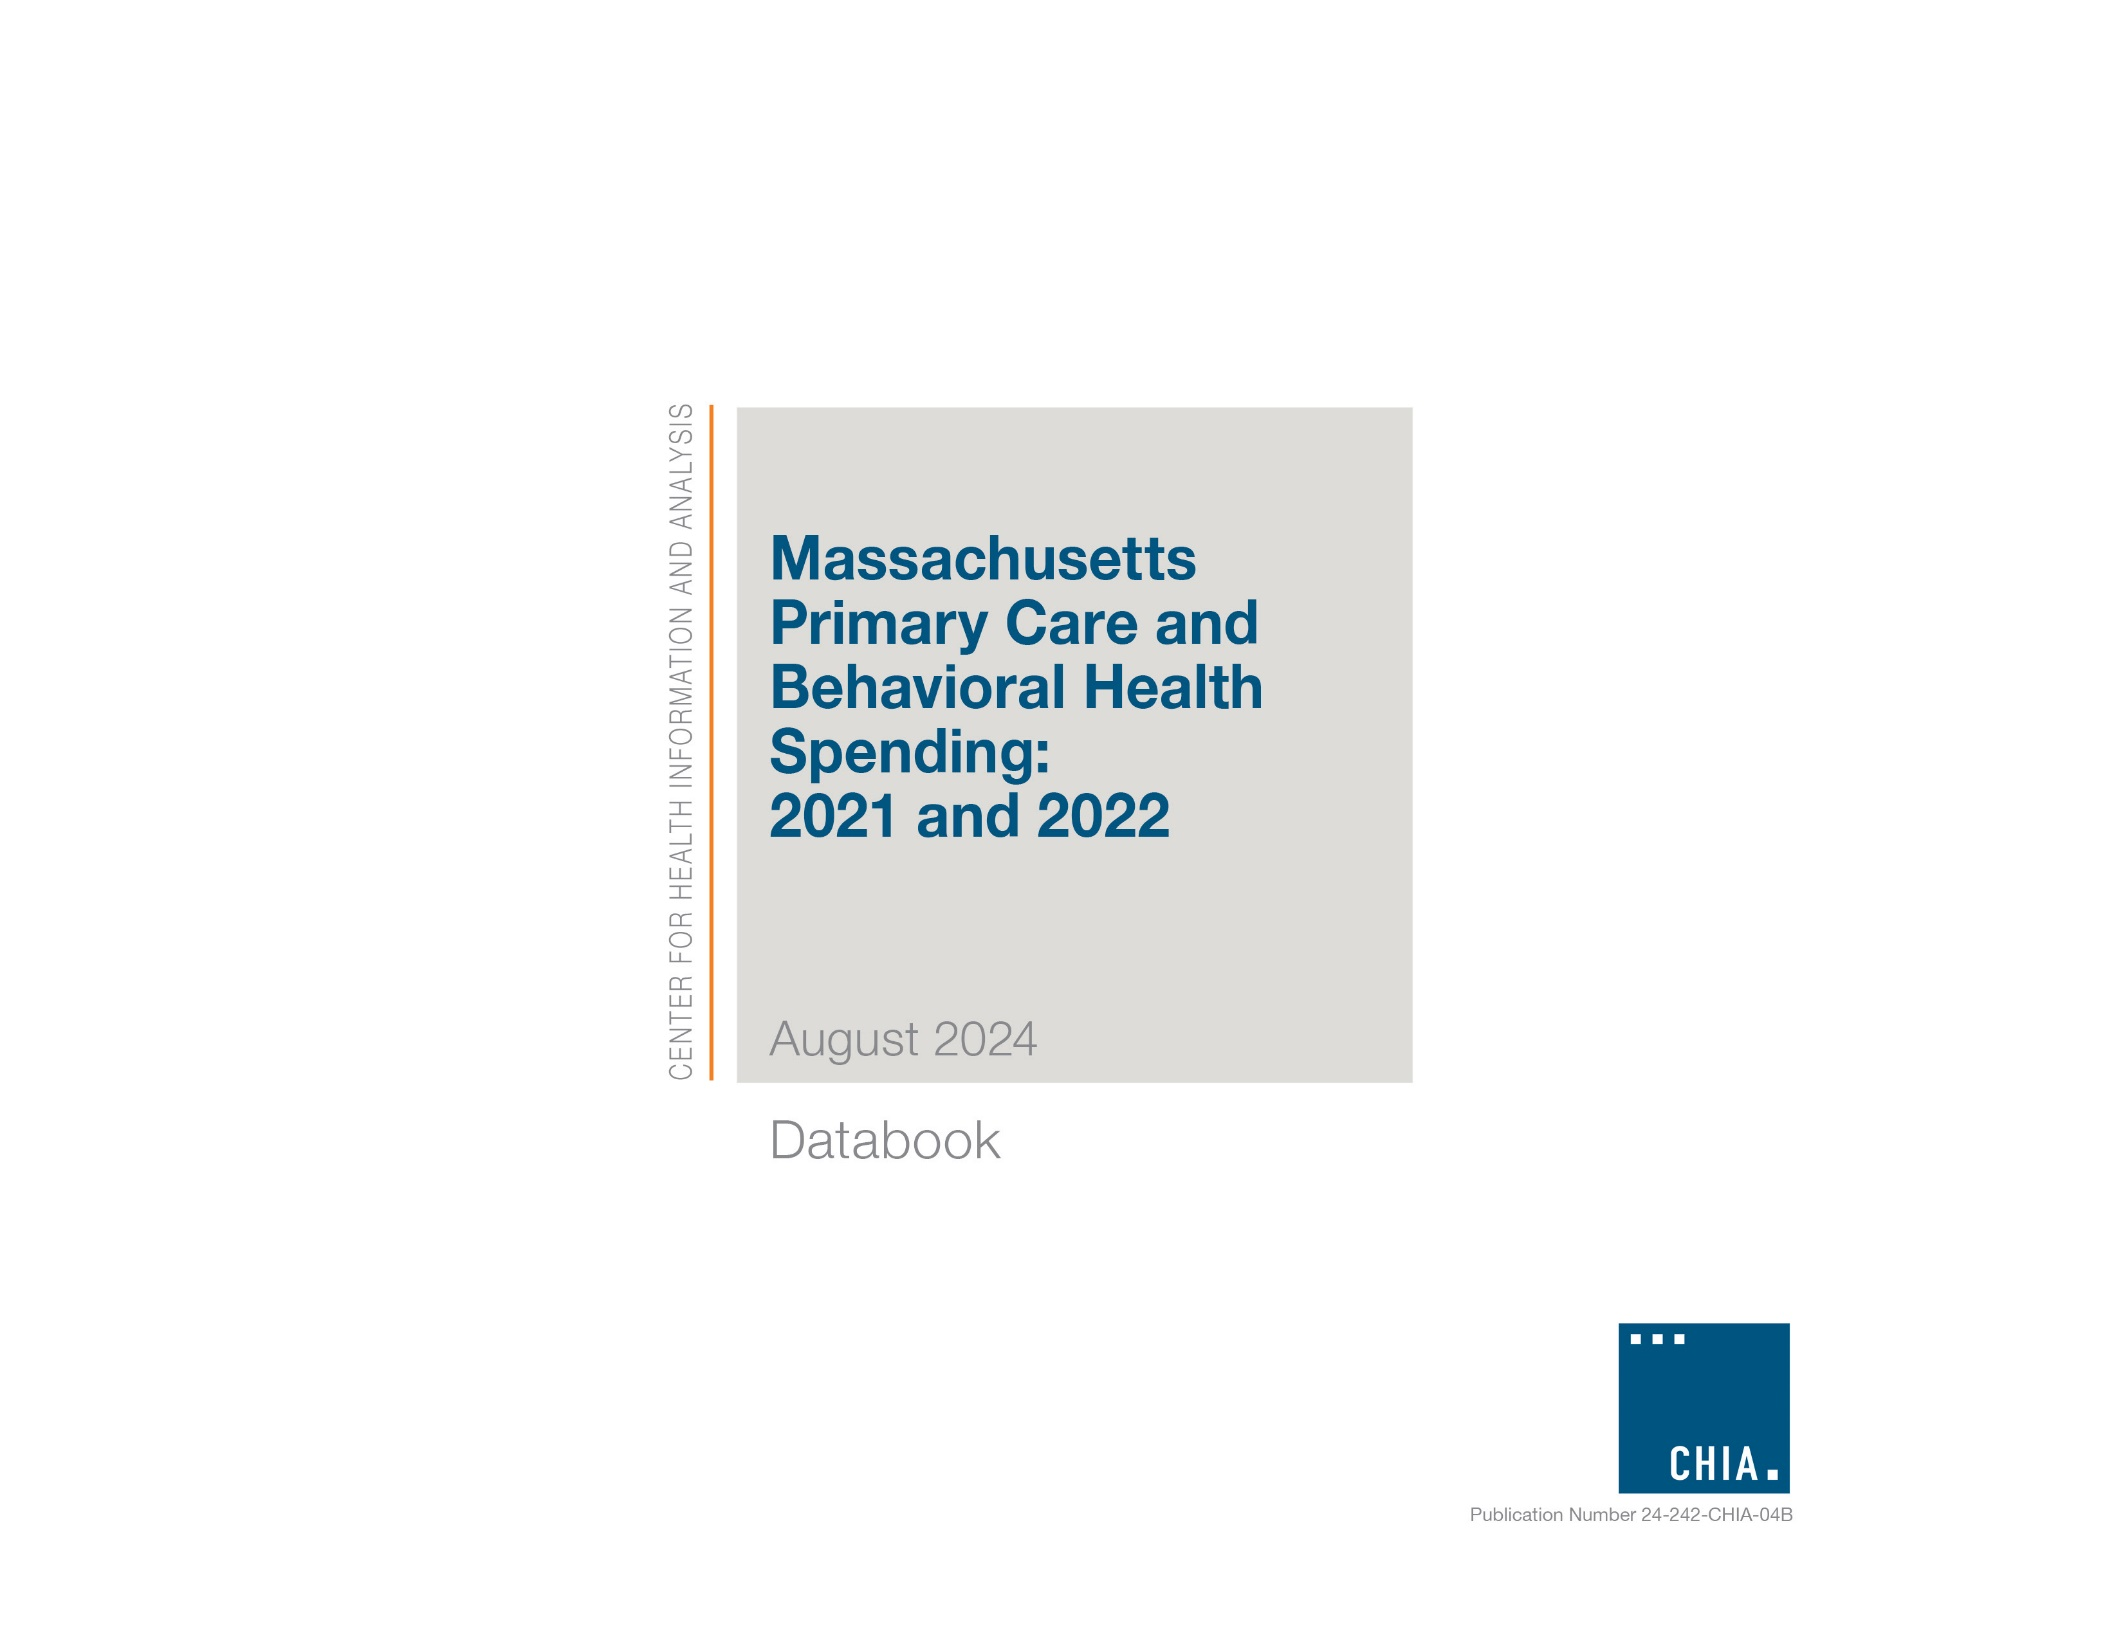 CENTER FOR HEALTH INFORMATION AND ANALYSIS
Massachusetts
Primary Care and
Behavioral Health
Spending:
2021 and 2022
August 2024
Databook
CHIA.
Publication Number 24-242-CHIA-04B